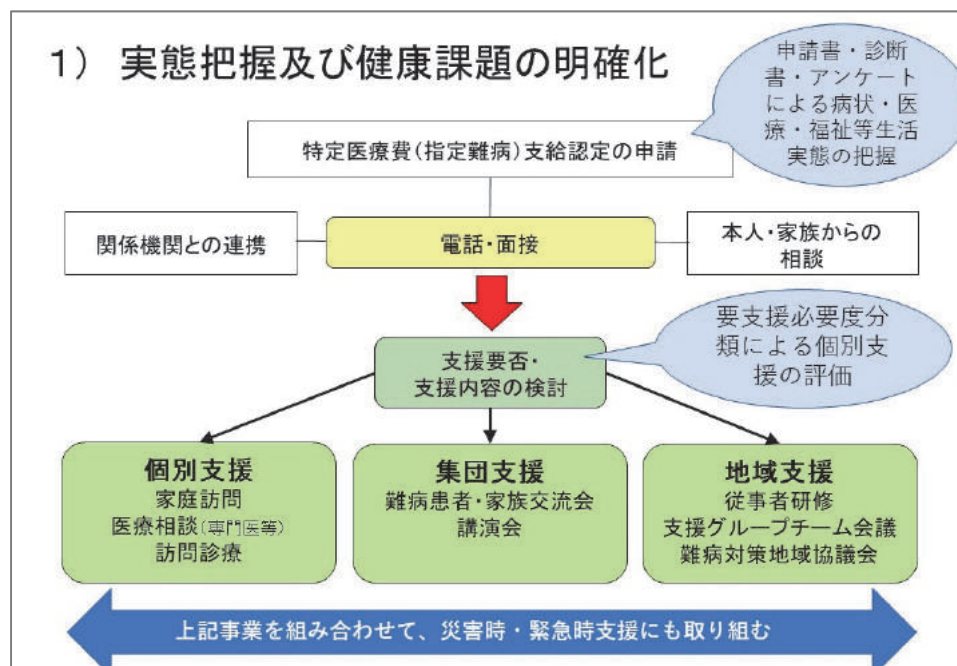 1） 実態把握及び健康課題の明確化
申請書・診断
書・アンケート
による病状・医
療・福祉等生活
実態の把握
特定医療費（指定難病）支給認定の申請
関係機関との連携
電話・面接
本人・家族からの
相談
要支援必要度分
類による個別支
援の評価
支援要否・
支援内容の検討
個別支援
家庭訪問
医療相談（専門医等）
訪問診療
集団支援
難病患者・家族交流会
講演会
地域支援
従事者研修
支援グループチーム会議
難病対策地域協議会
上記事業を組み合わせて、災害時・緊急時支援にも取り組む